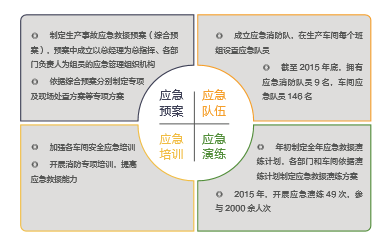 制定生产事故应急救援预案（综合预
案），预案中成立以总经理为总指挥、各部
门负责人为组员的应急管理组织机构
依据综合预案分别制定专项
及现场处置方案等专项方案
成立应急消防队，在生产车间每个班
组设置应急队员
截至 2015 年底，拥有
应急消防队员 9 名，车间应
急队员 146 名
应急
预案
应急
队伍
应急
培训
应急
演练
加强各车间安全应急培训
开展消防专项培训，提高
应急救援能力
年初制定全年应急救援演
练计划，各部门和车间依据演
练计划制定应急救援演练方案
2015 年，开展应急演练 49 次，参
与 2000 余人次